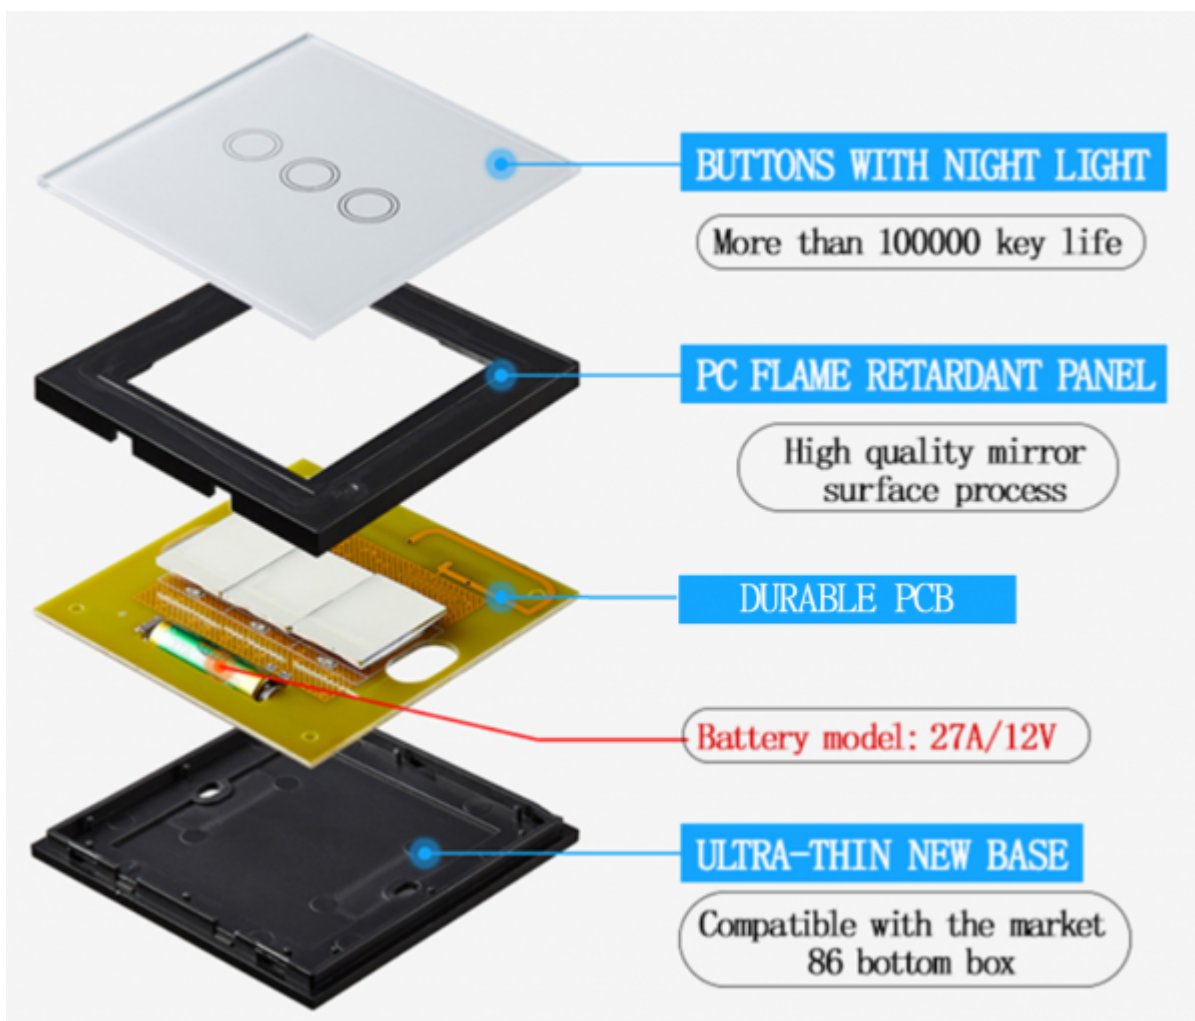 BUTTONS WITH NIGHT LIGHT
More than 100000 key life
PC FLAME RETARDANT PANEL
High quality mirror
surface process
DURABLE PCB
Battery model: 27A/12V
ULTRA-THIN NEW BASE
Compatible with the market
86 bottom box